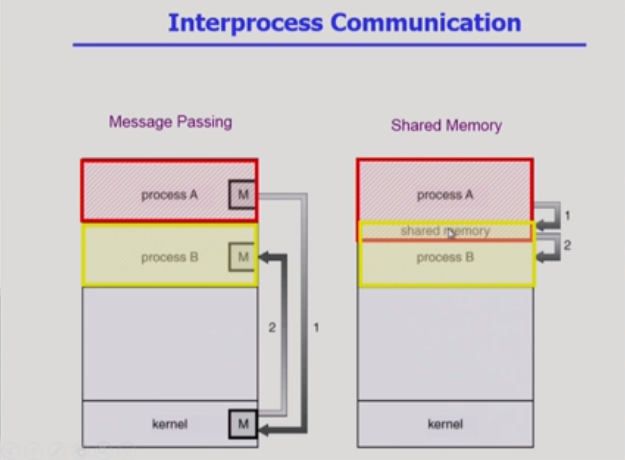 Interprocess Communication
Message Passing
process A
M
process B
M
2
1
kernel
M
Shared Memory
process A
1
shared memory
2
process B
kernel